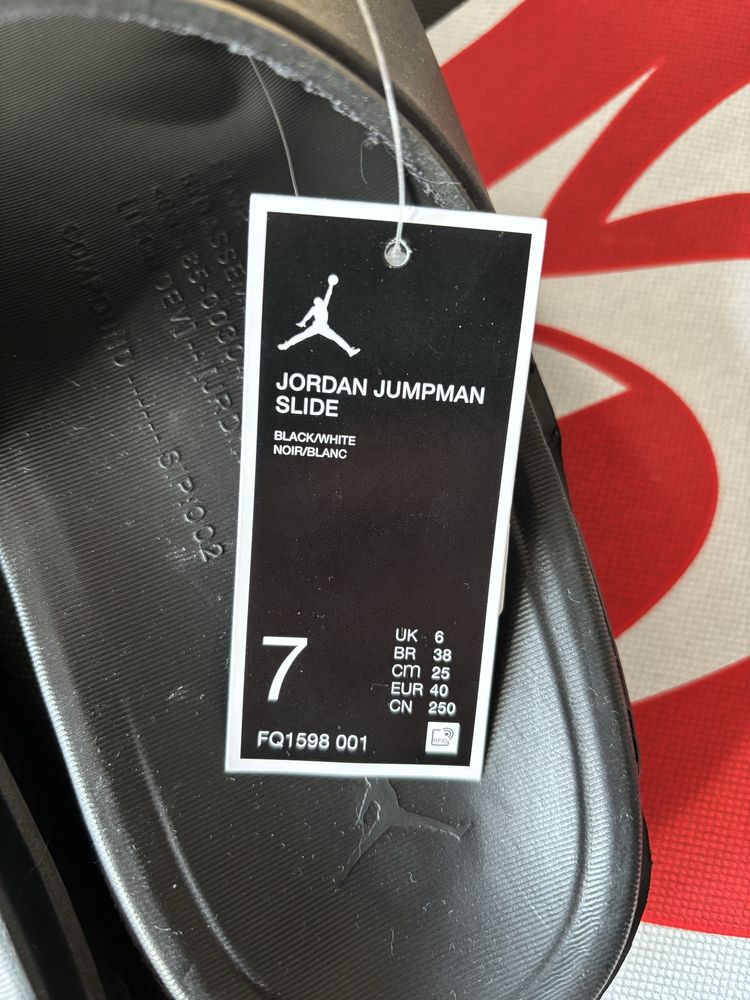 JORDAN JUMPMAN
SLIDE
BLACK/WHITE
NOIR/BLANC
7
UK 6
BR 38
CM 25
EUR 40
CN 250
FQ1598 001
RFID
COMPOUND